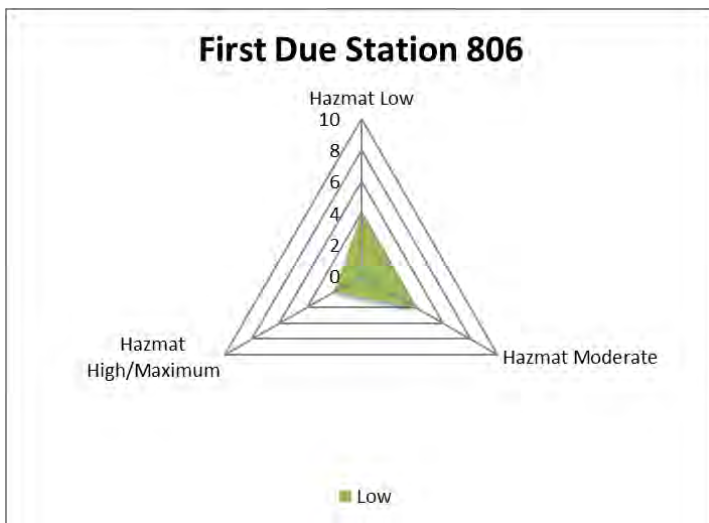 First Due Station 806
Hazmat Low
10
8
6
4
2
0
Hazmat
High/Maximum
Hazmat Moderate
Low